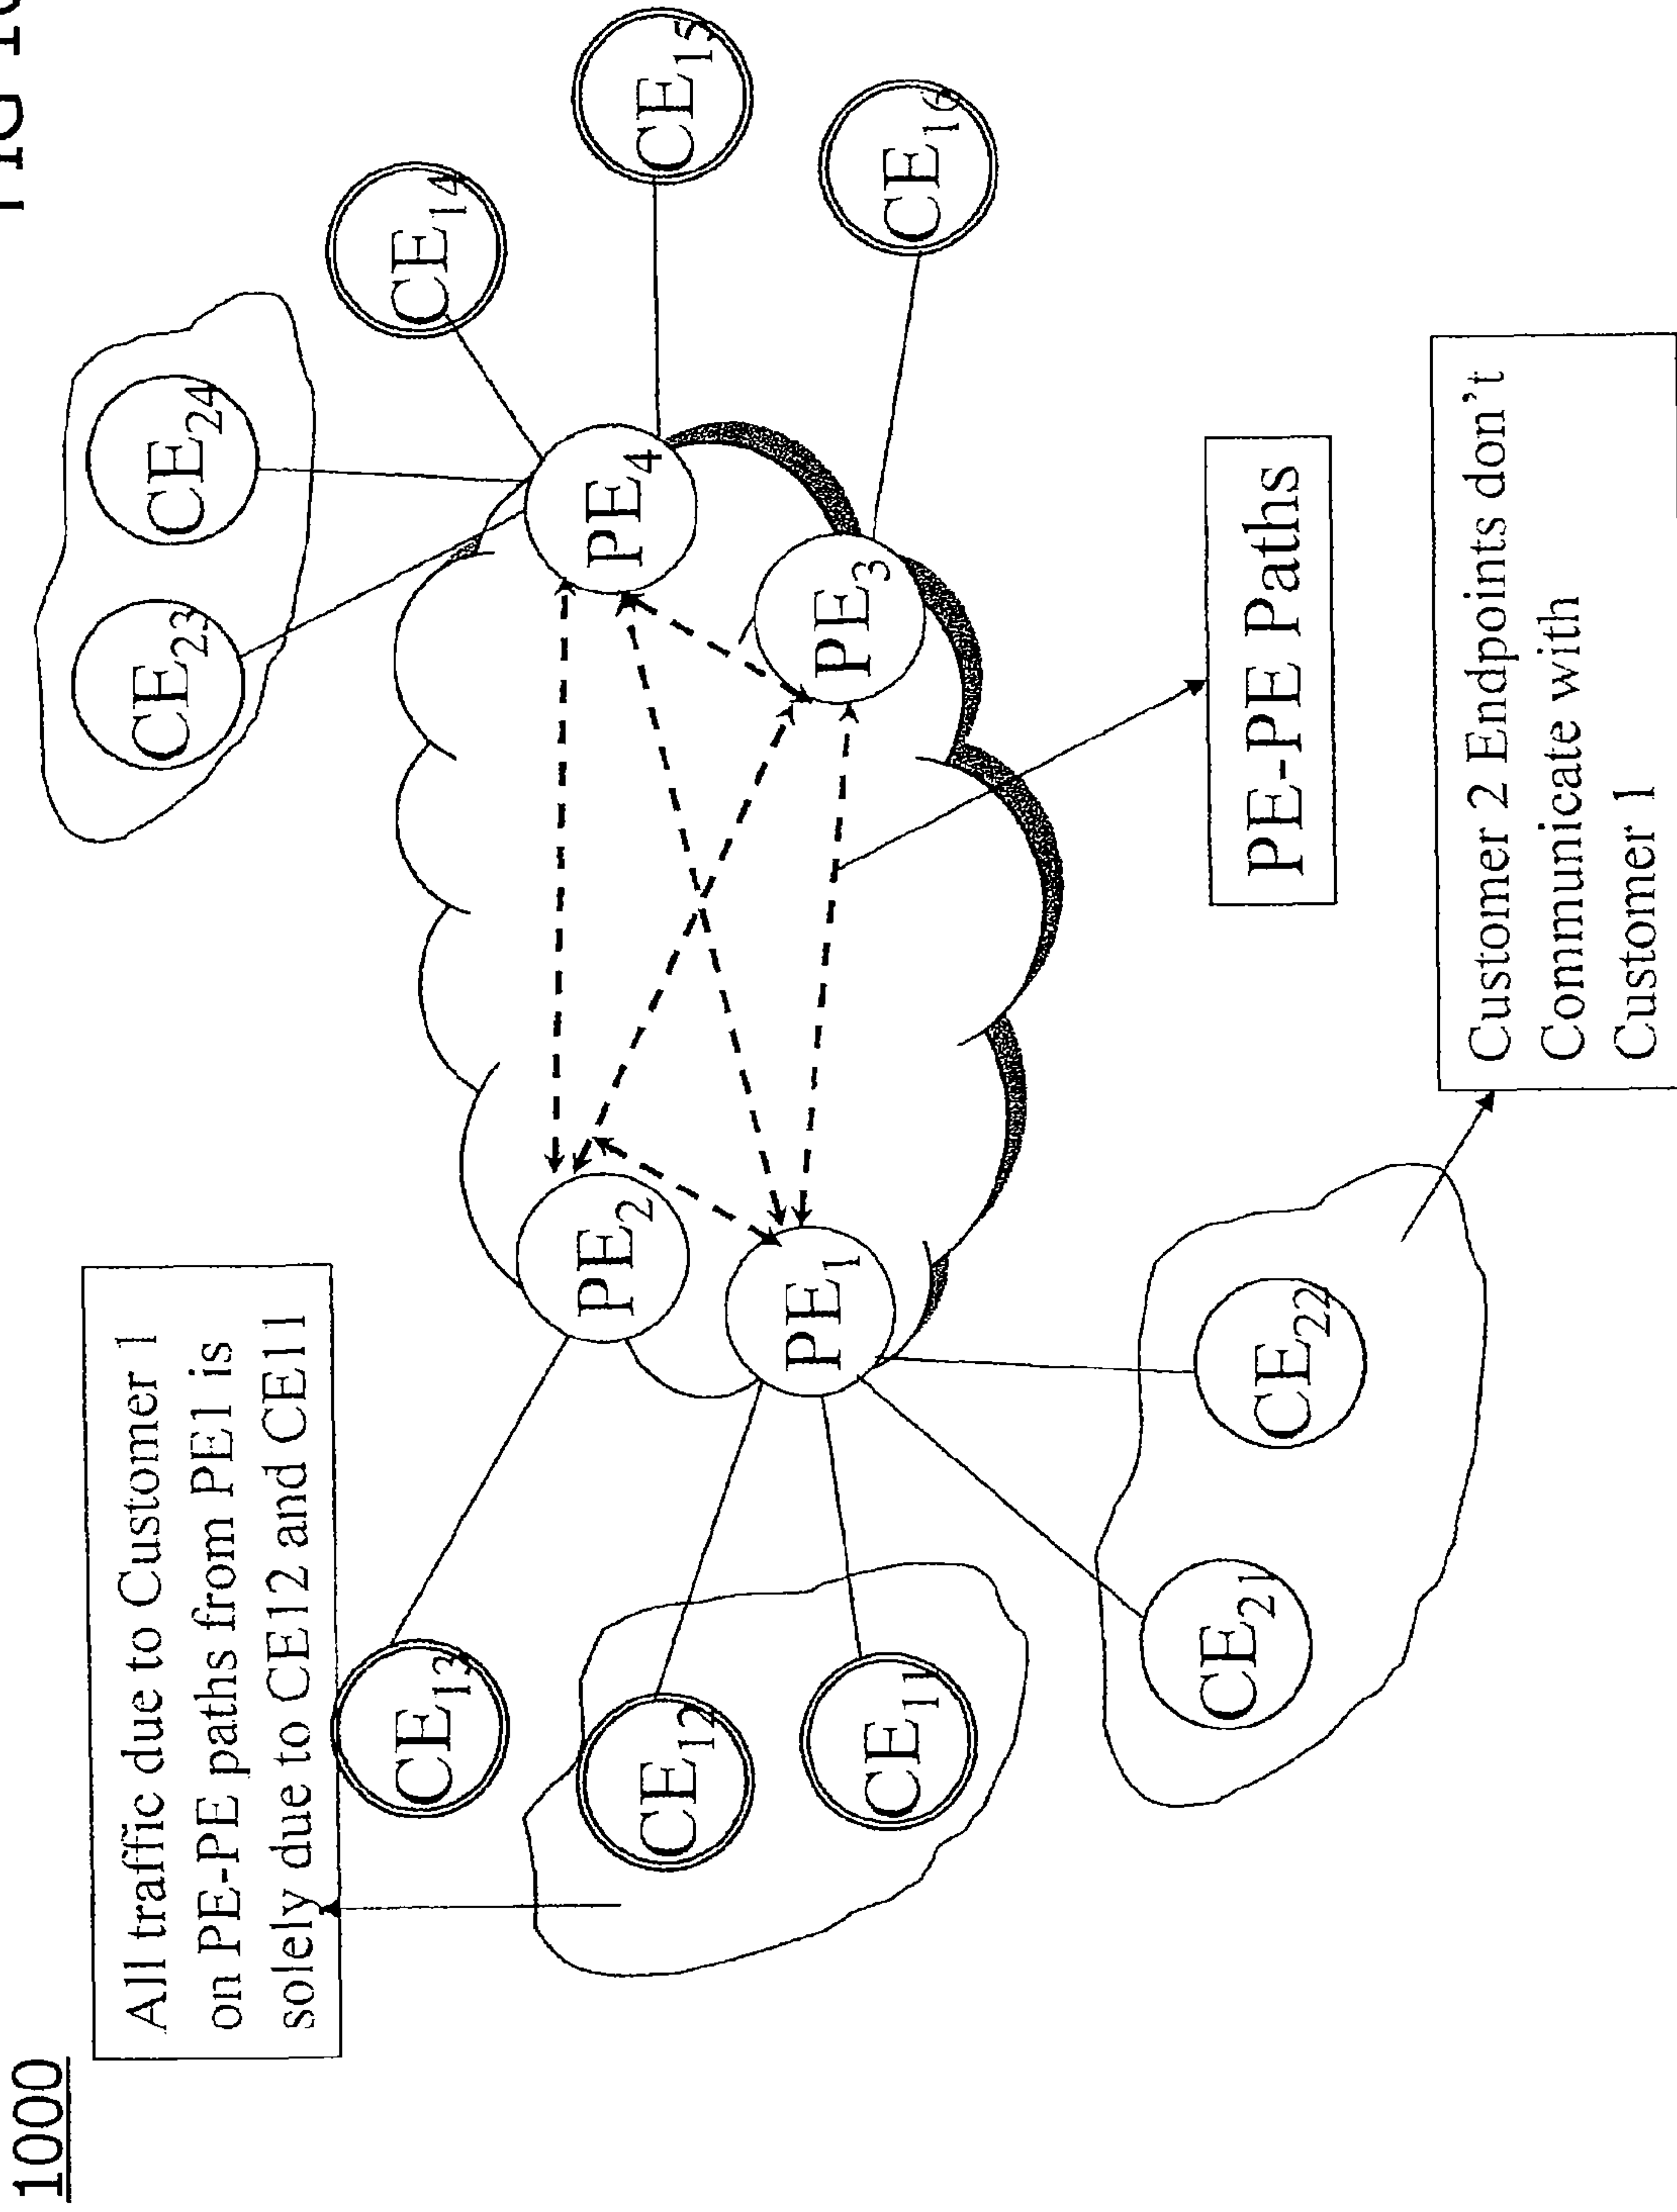 1000
All traffic due to Customer 1
on PE-PE paths from PE1 is
solely due to CE12 and CE11
CE23
CE24
CE14
CE15
CE16
CE13
CE12
CE11
CE21
CE22
PE2
PE1
PE4
PE3
PE-PE Paths
Customer 2 Endpoints don't
Communicate with
Customer 1